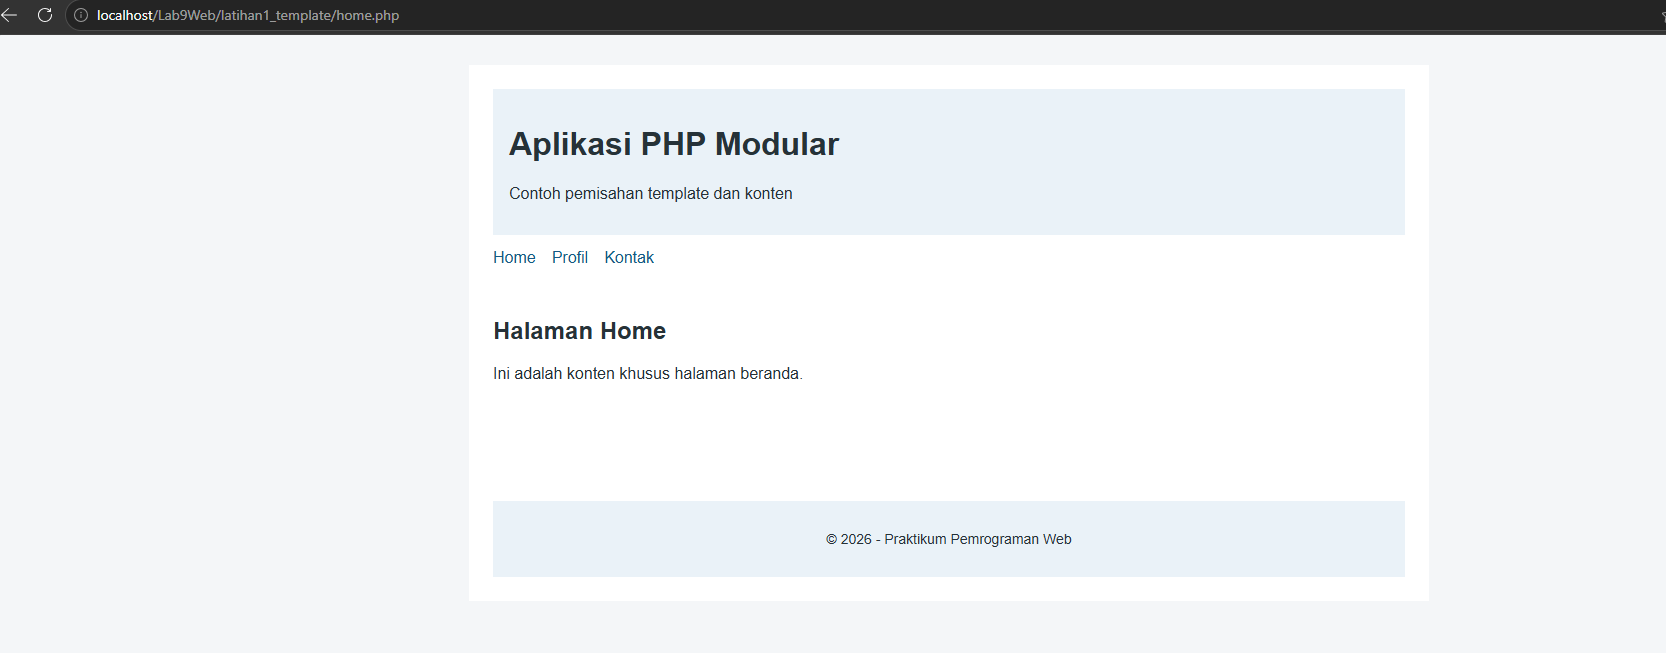 localhost/Lab9Web/latihan1_template/home.php
Aplikasi PHP Modular
Contoh pemisahan template dan konten
Home Profil Kontak
Halaman Home
Ini adalah konten khusus halaman beranda.
© 2026 - Praktikum Pemrograman Web